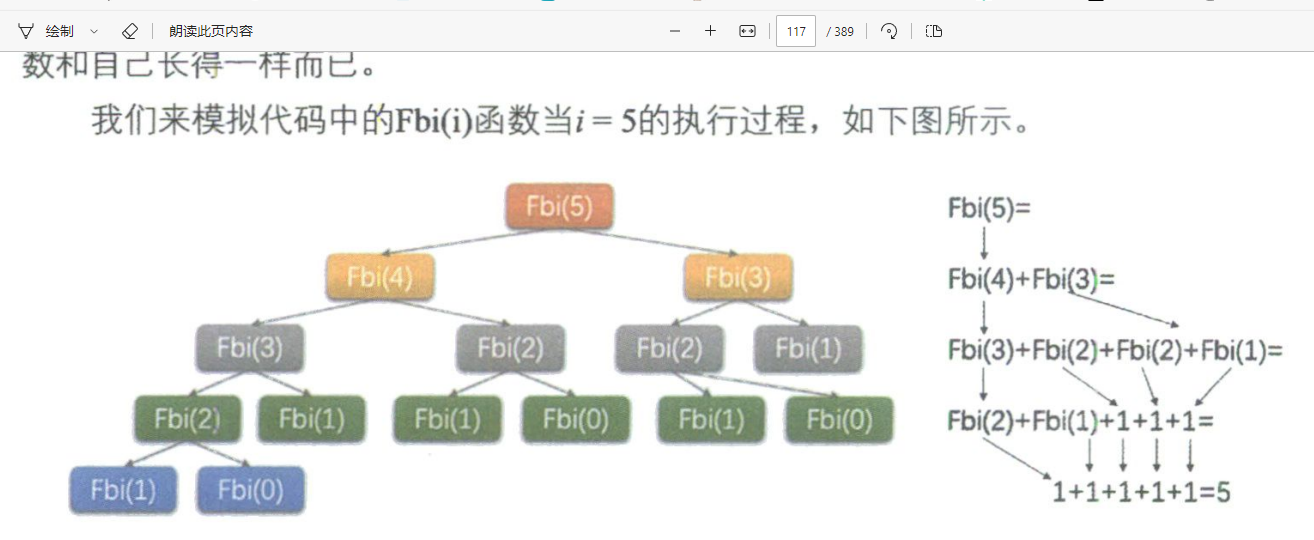 绘制 朗读此页内容 117 / 389
数和自己长得一样而已。
我们来模拟代码中的Fbi(i)函数当i = 5的执行过程，如下图所示。
Fbi(5)
Fbi(4) Fbi(3)
Fbi(3) Fbi(2) Fbi(2) Fbi(1)
Fbi(2) Fbi(1) Fbi(1) Fbi(0) Fbi(1) Fbi(0)
Fbi(1) Fbi(0)
Fbi(5)=
Fbi(4)+Fbi(3)=
Fbi(3)+Fbi(2)+Fbi(2)+Fbi(1)=
Fbi(2)+Fbi(1)+1+1+1=
1+1+1+1+1=5